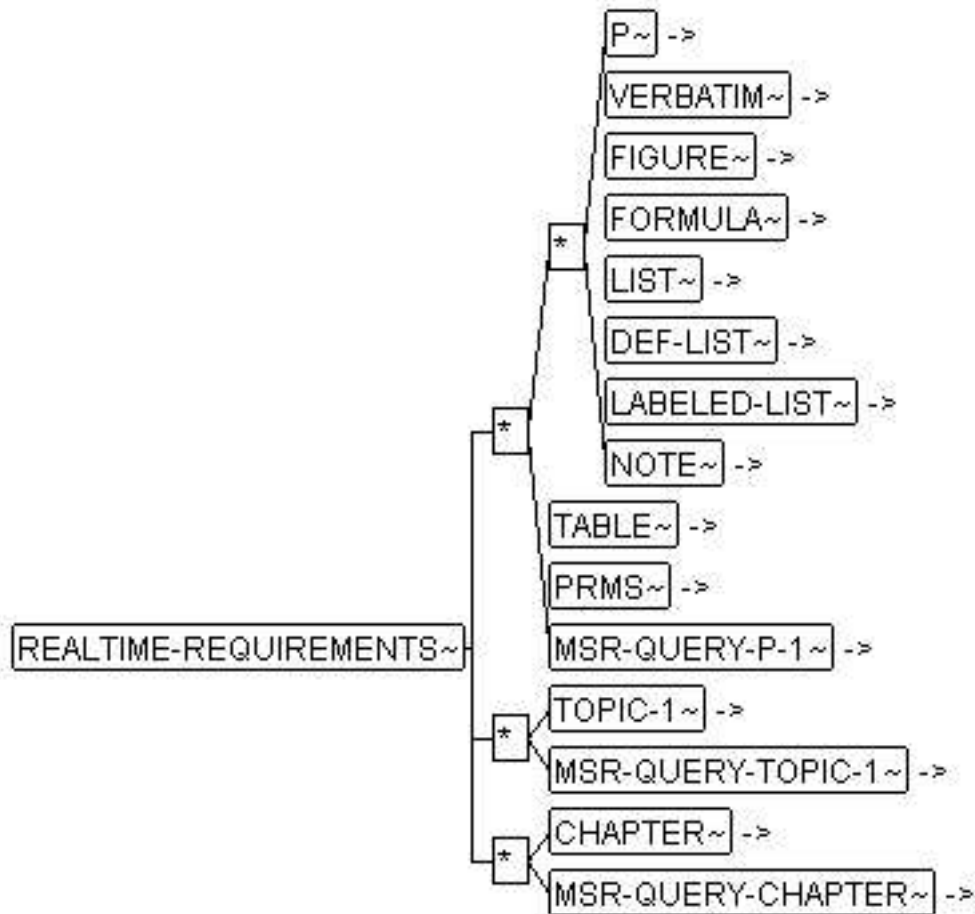 P~ ->
VERBATIM~ ->
FIGURE~ ->
FORMULA~ ->
*
LIST~ ->
DEF-LIST~ ->
LABELED-LIST~ ->
*
NOTE~ ->
TABLE~ ->
PRMS~ ->
REALTIME-REQUIREMENTS~
MSR-QUERY-P-1~ ->
TOPIC-1~ ->
*
MSR-QUERY-TOPIC-1~ ->
CHAPTER~ ->
*
MSR-QUERY-CHAPTER~ ->